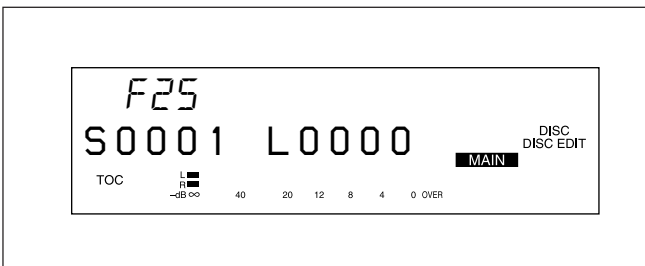 F25
S0001 L0000
MAIN
DISC
DISC EDIT
TOC
L
R
–dB ∞ 40 20 12 8 4 0 OVER